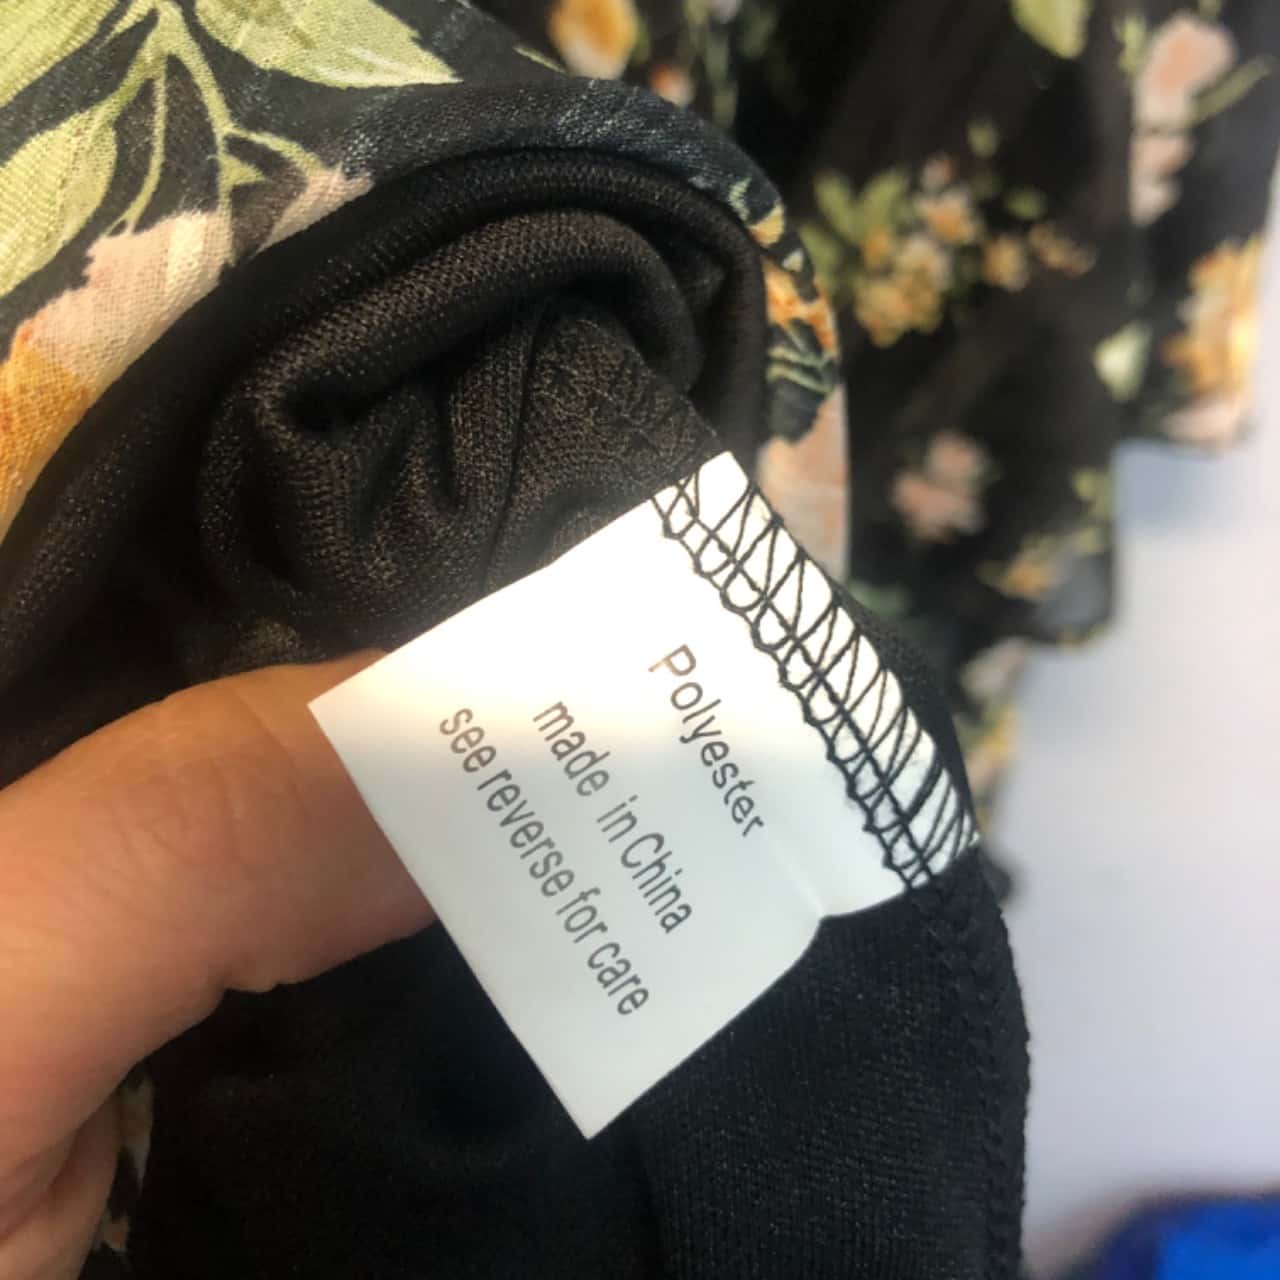 Polyester
made in China
see reverse for care